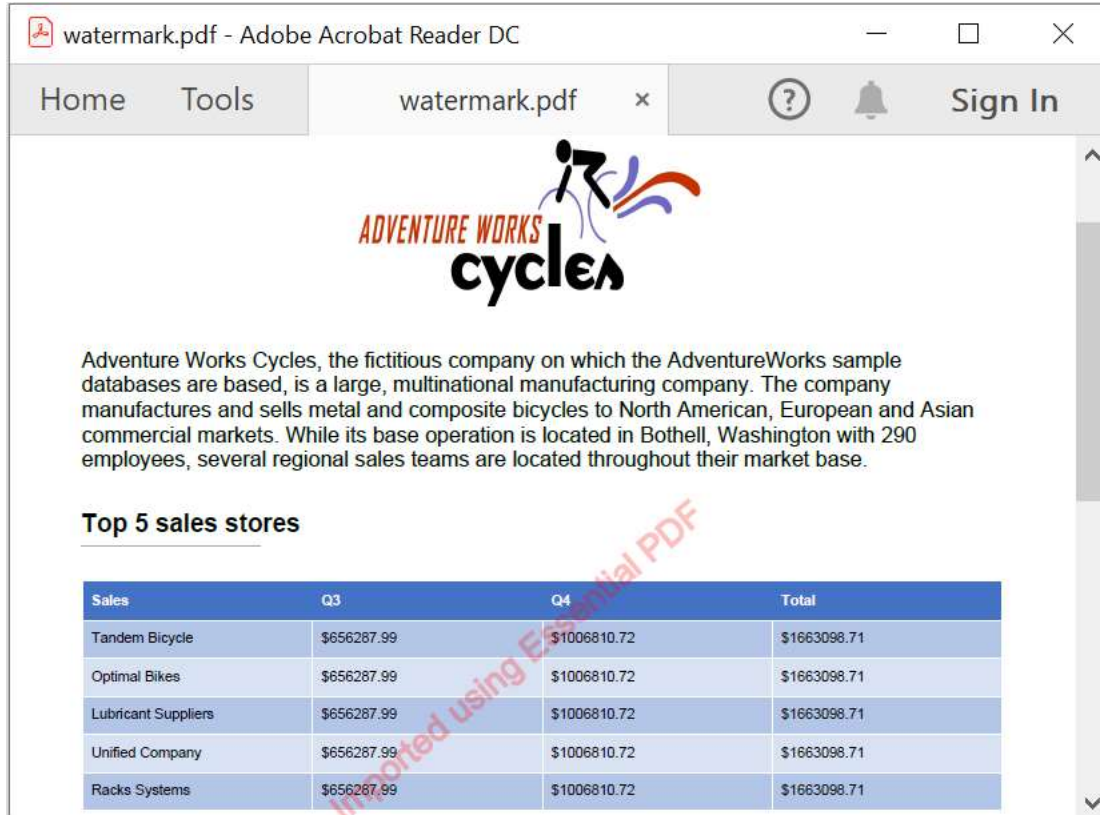 watermark.pdf - Adobe Acrobat Reader DC
Home Tools watermark.pdf × ? Sign In
ADVENTURE WORKS
cycles
Adventure Works Cycles, the fictitious company on which the AdventureWorks sample
databases are based, is a large, multinational manufacturing company. The company
manufactures and sells metal and composite bicycles to North American, European and Asian
commercial markets. While its base operation is located in Bothell, Washington with 290
employees, several regional sales teams are located throughout their market base.
Top 5 sales stores
Sales Q3 Q4 Total
Tandem Bicycle $656287.99 $1006810.72 $1663098.71
Optimal Bikes $656287.99 $1006810.72 $1663098.71
Lubricant Suppliers $656287.99 $1006810.72 $1663098.71
Unified Company $656287.99 $1006810.72 $1663098.71
Racks Systems $656287.99 $1006810.72 $1663098.71
Imported using Essential PDF